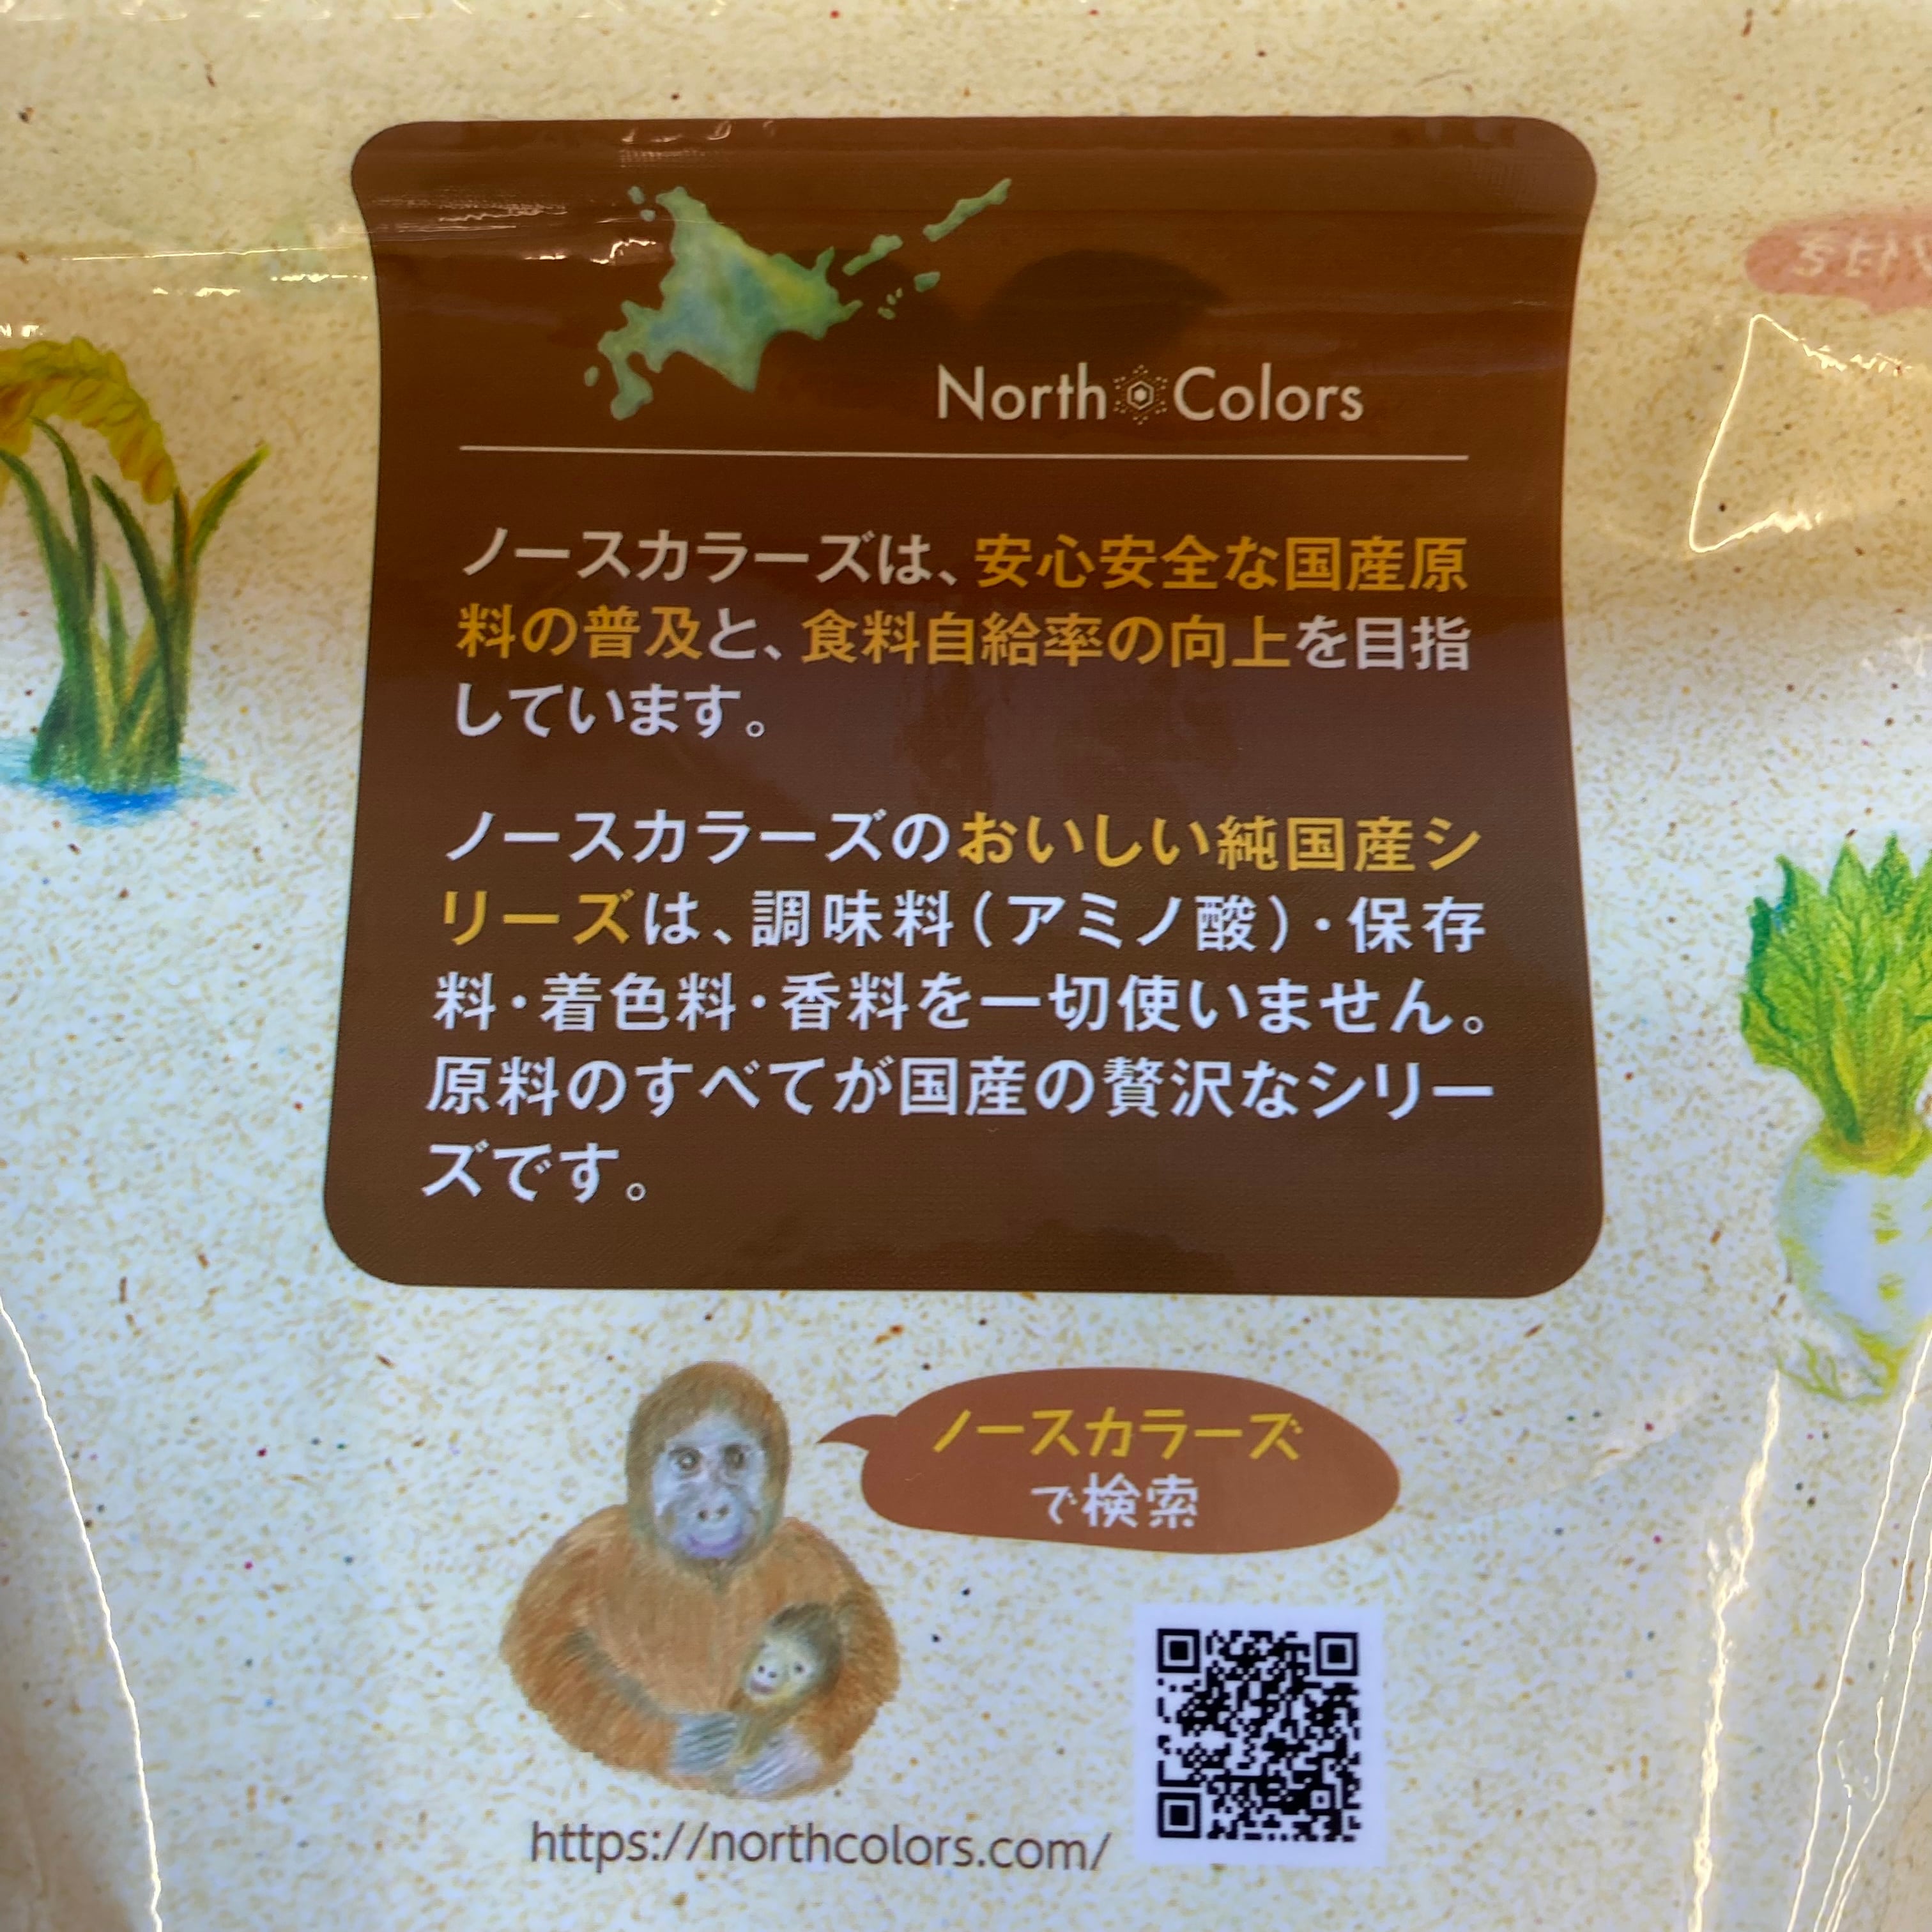 North Colors
ノースカラーズは、安心安全な国産原
料の普及と、食料自給率の向上を目指
しています。
ノースカラーズのおいしい純国産シ
リーズは、調味料(アミノ酸)・保存
料・着色料・香料を一切使いません。
原料のすべてが国産の贅沢なシリー
ズです。
ノースカラーズ
で検索
https://northcolors.com/